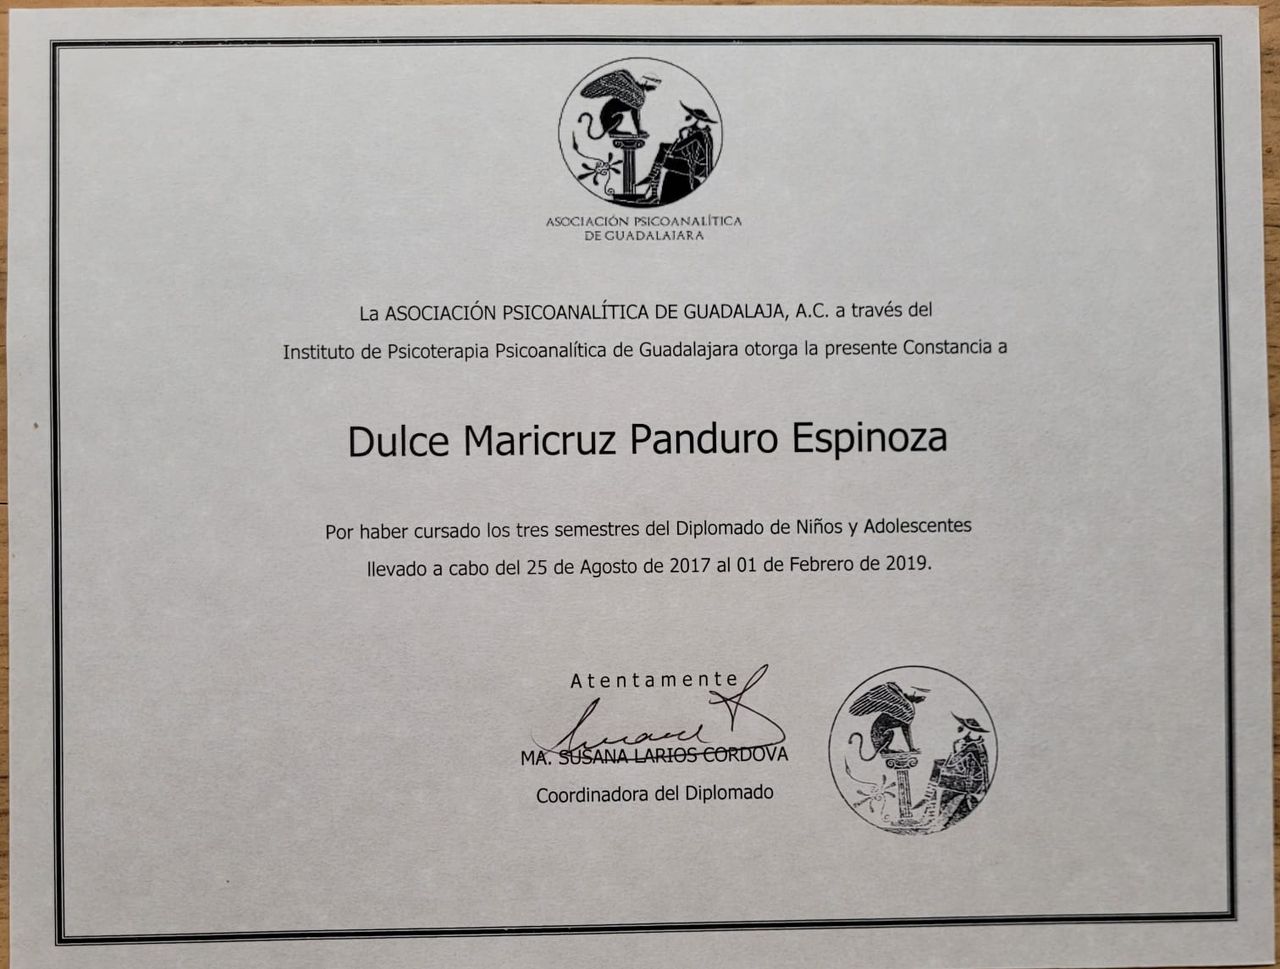 ASOCIACIÓN PSICOANALÍTICA
DE GUADALAJARA
La ASOCIACIÓN PSICOANALÍTICA DE GUADALAJA, A.C. a través del
Instituto de Psicoterapia Psicoanalítica de Guadalajara otorga la presente Constancia a
Dulce Maricruz Panduro Espinoza
Por haber cursado los tres semestres del Diplomado de Niños y Adolescentes
llevado a cabo del 25 de Agosto de 2017 al 01 de Febrero de 2019.
Atentamente
MA. SUSANA LARIOS CORDOVA
Coordinadora del Diplomado